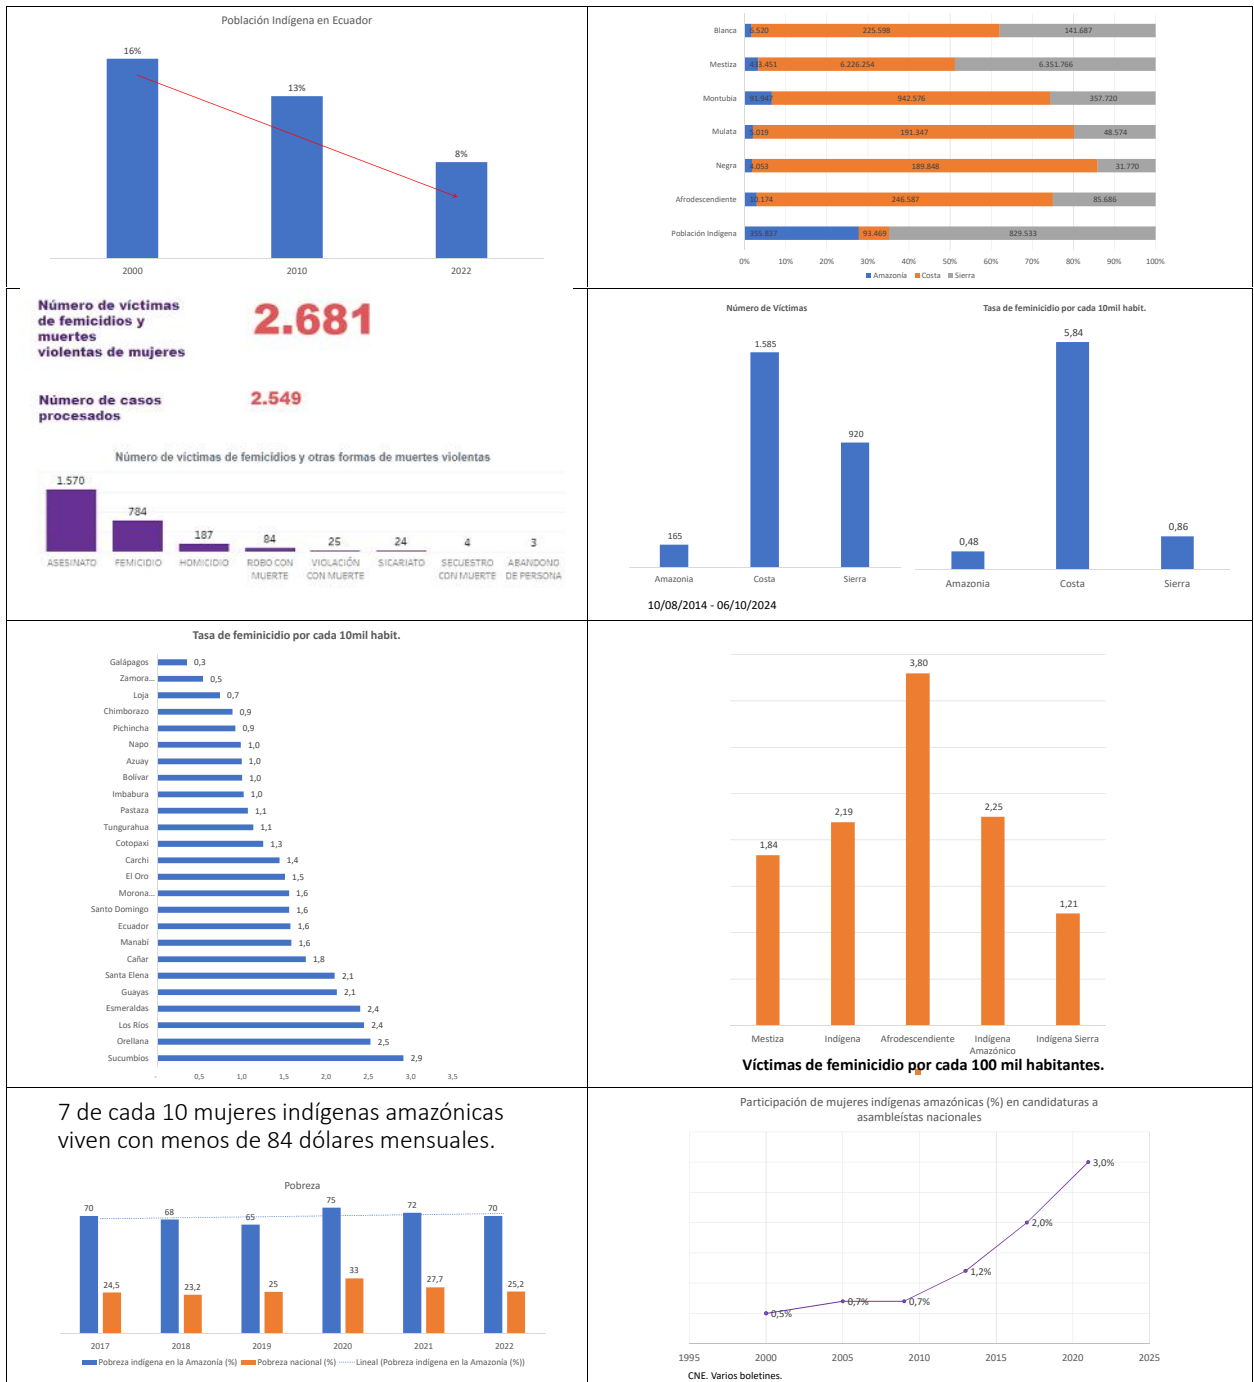 Población Indígena en Ecuador
16%
13%
8%
2000 2010 2022
Blanca 6.520 225.598 141.687
Mestiza 433.451 6.226.254 6.351.766
Montubia 91.947 942.576 357.720
Mulata 5.019 191.347 48.574
Negra 4.053 189.848 31.770
Afrodescendiente 10.174 246.587 85.686
Población Indígena 355.837 93.469 829.533
0% 10% 20% 30% 40% 50% 60% 70% 80% 90% 100%
Amazonía Costa Sierra
Número de víctimas
de femicidios y
muertes
violentas de mujeres
2.681
Número de casos
procesados
2.549
Número de víctimas de femicidios y otras formas de muertes violentas
1.570 784 187 84 25 24 4 3
ASESINATO FEMICIDIO HOMICIDIO ROBO CON VIOLACIÓN SICARIATO SECUESTRO ABANDONO
MUERTE CON MUERTE CON MUERTE DE PERSONA
Número de Víctimas
1.585
920
165
Amazonia Costa Sierra
10/08/2014 - 06/10/2024
Tasa de feminicidio por cada 10mil habit.
5,84
0,86
0,48
Amazonia Costa Sierra
Tasa de feminicidio por cada 10mil habit.
Galápagos 0,3
Zamora... 0,5
Loja 0,7
Chimborazo 0,9
Pichincha 0,9
Napo 1,0
Azuay 1,0
Bolívar 1,0
Imbabura 1,0
Pastaza 1,1
Tungurahua 1,1
Cotopaxi 1,3
Carchi 1,4
El Oro 1,5
Morona... 1,6
Santo Domingo 1,6
Ecuador 1,6
Manabí 1,6
Cañar 1,8
Santa Elena 2,1
Guayas 2,1
Esmeraldas 2,4
Los Ríos 2,4
Orellana 2,5
Sucumbíos 2,9
- 0,5 1,0 1,5 2,0 2,5 3,0 3,5
3,80
2,25
2,19
1,84
1,21
Mestiza Indígena Afrodescendiente Indígena Indígena Sierra
Amazónico
Víctimas de feminicidio por cada 100 mil habitantes.
7 de cada 10 mujeres indígenas amazónicas
viven con menos de 84 dólares mensuales.
Pobreza
70 68 65 75 72 70
24,5 23,2 25 33 27,7 25,2
2017 2018 2019 2020 2021 2022
Pobreza indígena en la Amazonía (%) Pobreza nacional (%) Lineal (Pobreza indígena en la Amazonía (%))
Participación de mujeres indígenas amazónicas (%) en candidaturas a
asambleístas nacionales
3,0%
2,0%
1,2%
0,7% 0,7%
0,5%
1995 2000 2005 2010 2015 2020 2025
CNE. Varios boletines.